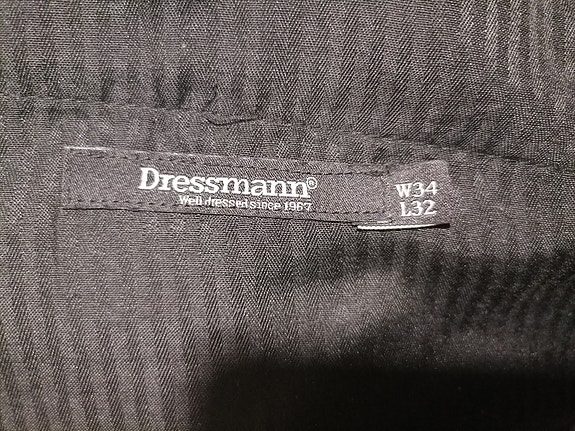 Dressmann®
Well dressed since 1967
W34
L32